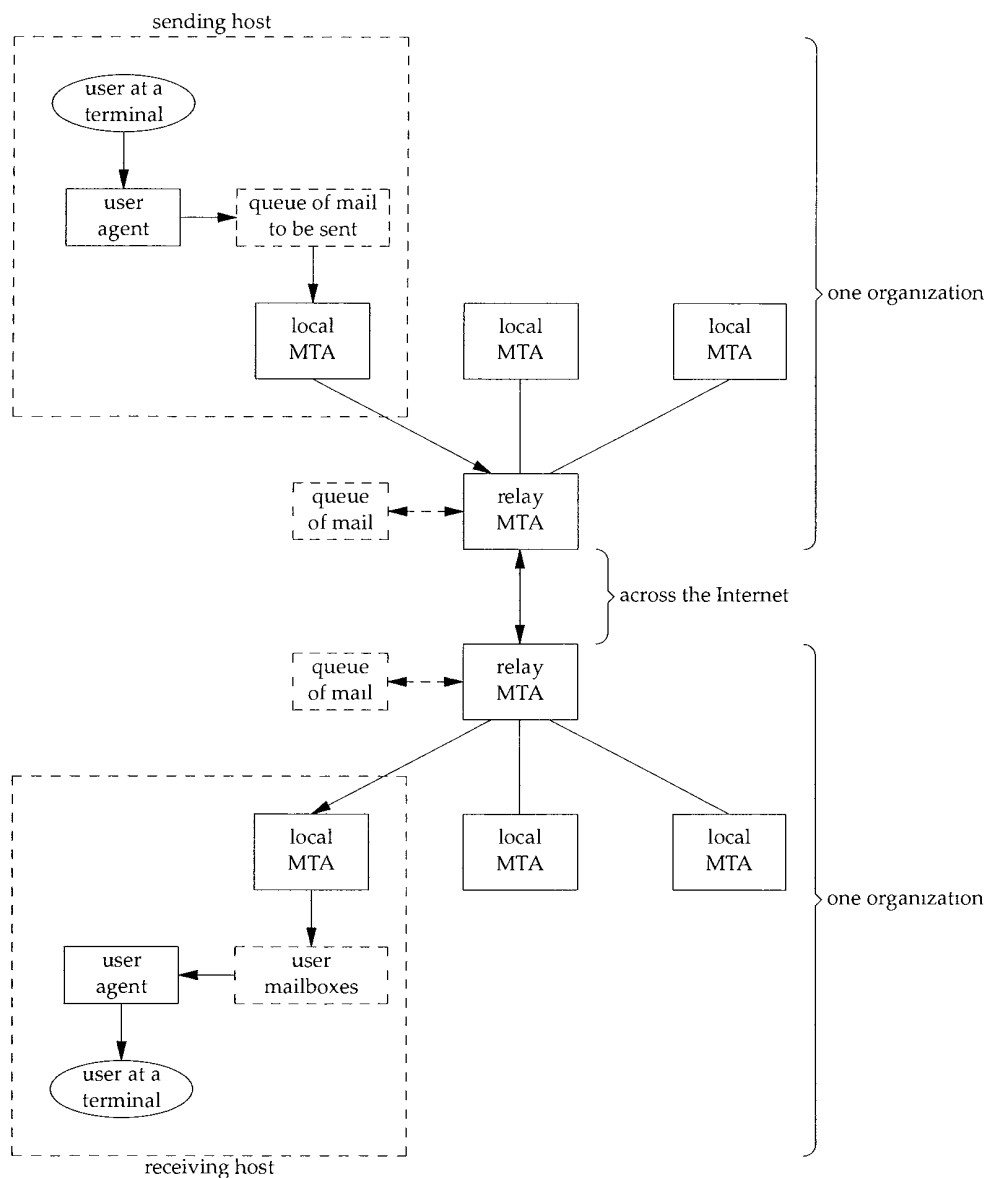 sending host
user at a
terminal
user
agent
queue of mail
to be sent
local
MTA
local
MTA
local
MTA
one organization
queue
of mail
relay
MTA
across the Internet
queue
of mail
relay
MTA
local
MTA
local
MTA
local
MTA
one organization
user
agent
user
mailboxes
user at a
terminal
receiving host